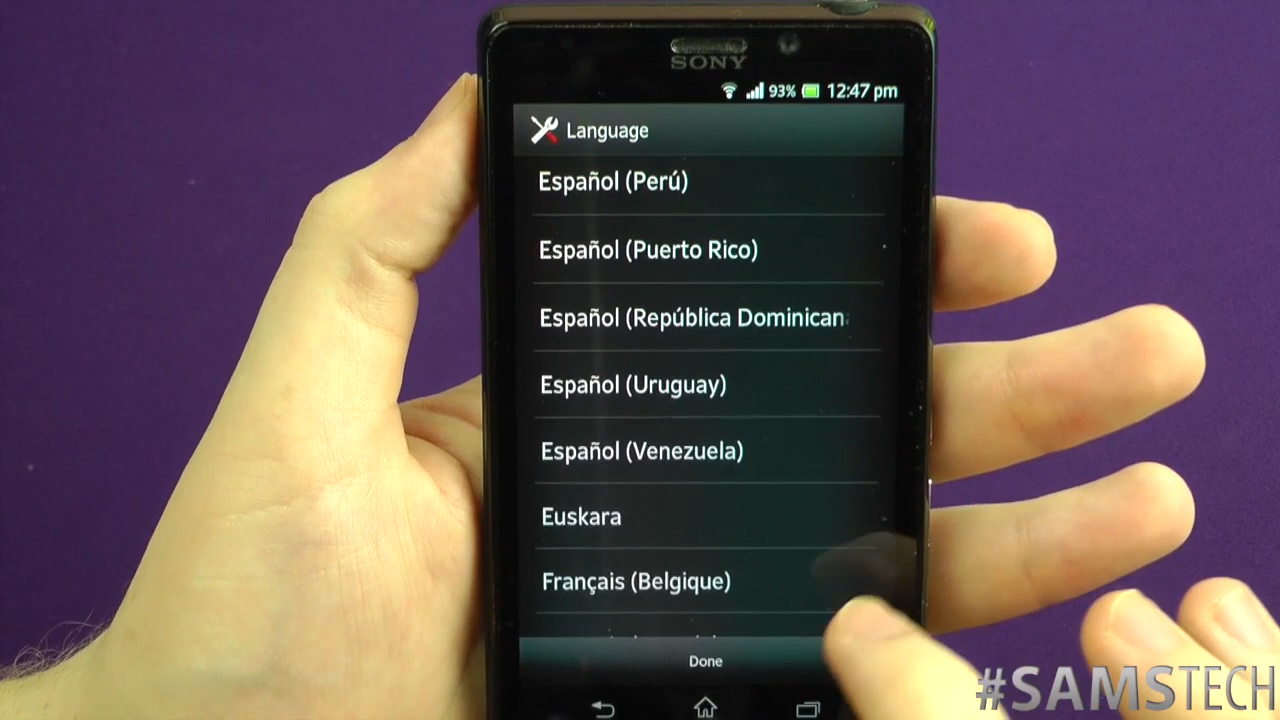 SONY
93% 12:47 pm
Language
Español (Perú)
Español (Puerto Rico)
Español (República Dominican
Español (Uruguay)
Español (Venezuela)
Euskara
Français (Belgique)
Done
#SAMSTECH